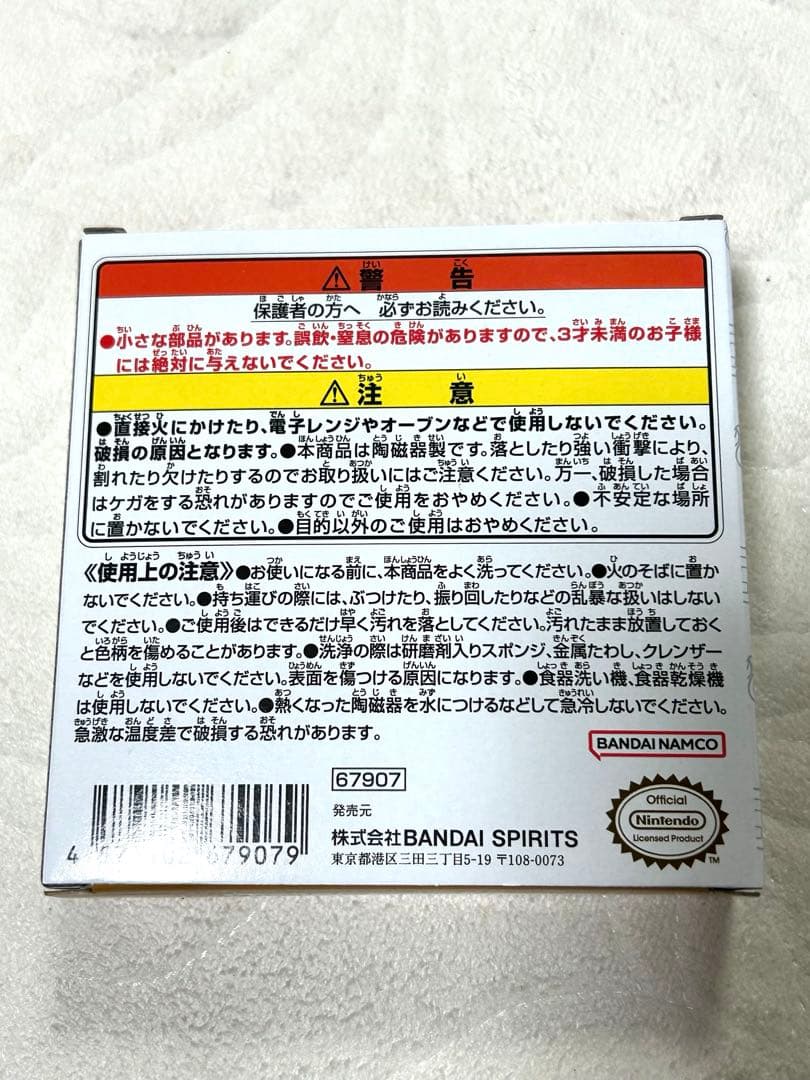 ⚠警告
保護者の方へ 必ずお読みください。
●小さな部品があります。誤飲・窒息の危険がありますので、3才未満のお子様
には絶対に与えないでください。
⚠注意
●直接火にかけたり、電子レンジやオーブンなどで使用しないでください。
破損の原因となります。●本商品は陶磁器製です。落としたり強い衝撃により、
割れたり欠けたりするのでお取り扱いにはご注意ください。万一、破損した場合
はケガをする恐れがありますのでご使用をおやめください。●不安定な場所
に置かないでください。●目的以外のご使用はおやめください。
《使用上の注意》●お使いになる前に、本商品をよく洗ってください。●火のそばに置か
ないでください。●持ち運びの際には、ぶつけたり、振り回したりなどの乱暴な扱いはしない
でください。●ご使用後はできるだけ早く汚れを落としてください。汚れたまま放置しておく
と色柄を傷めることがあります。●洗浄の際は研磨剤入りスポンジ、金属たわし、クレンザー
などを使用しないでください。表面を傷つける原因になります。●食器洗い機、食器乾燥機
は使用しないでください。●熱くなった陶磁器を水につけるなどして急冷しないでください。
急激な温度差で破損する恐れがあります。
BANDAI NAMCO
67907
発売元
株式会社BANDAI SPIRITS
東京都港区三田三丁目5-19 〒108-0073
Official
Nintendo
Licensed Product
TM
679079